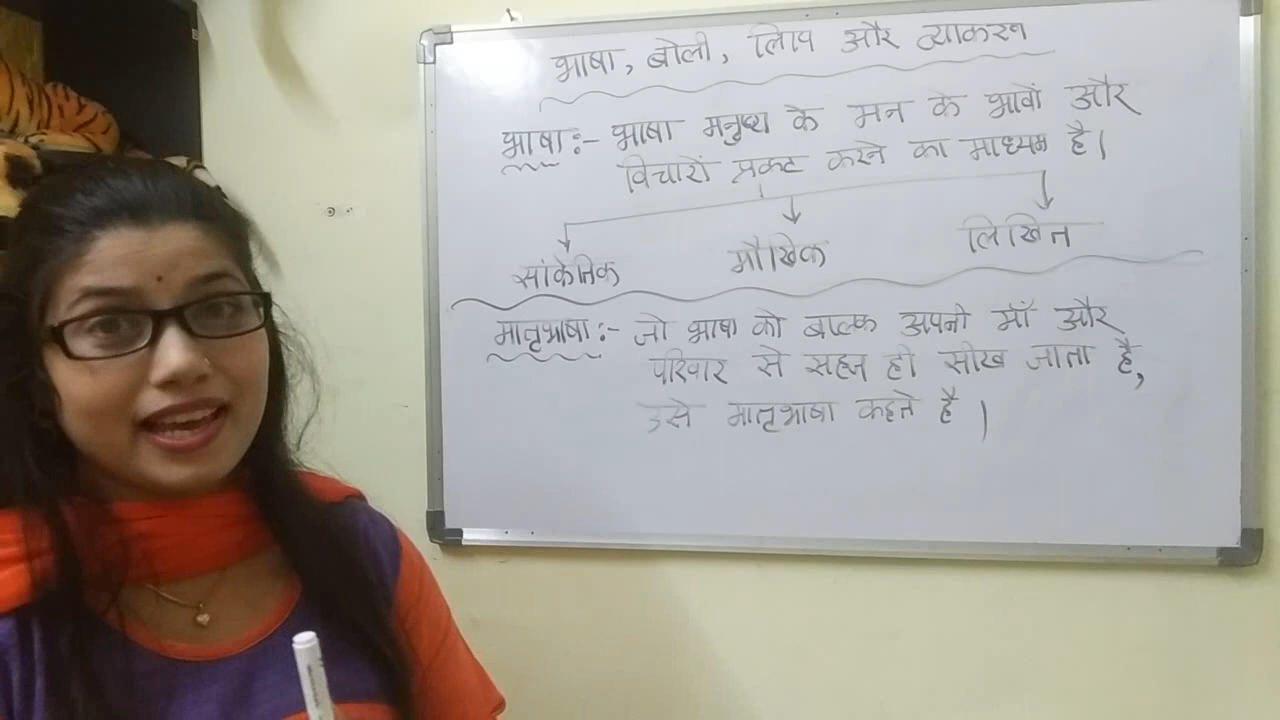 भाषा, बोली, लिपि और व्याकरण
भाषा :- भाषा मनुष्य के मन के भावों और
विचारों प्रकट करने का माध्यम है।
सांकेतिक मौखिक लिखित
मातृभाषा :- जो भाषा को बालक अपनी माँ और
परिवार से सहज ही सीख जाता है,
उसे मातृभाषा कहते है।